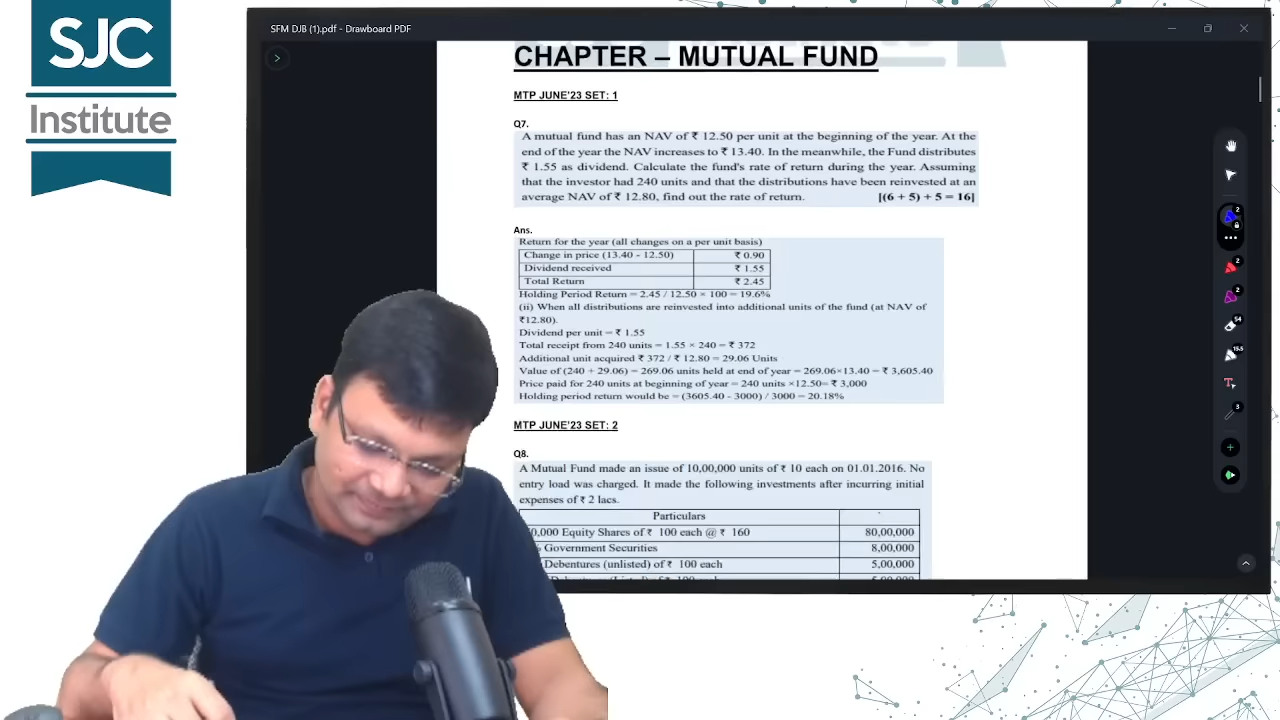 SJC
Institute
SFM DJB (1).pdf - Drawboard PDF
CHAPTER – MUTUAL FUND
MTP JUNE'23 SET: 1
Q7.
A mutual fund has an NAV of ₹ 12.50 per unit at the beginning of the year. At the
end of the year the NAV increases to ₹ 13.40. In the meanwhile, the Fund distributes
₹ 1.55 as dividend. Calculate the fund's rate of return during the year. Assuming
that the investor had 240 units and that the distributions have been reinvested at an
average NAV of ₹ 12.80, find out the rate of return. [(6 + 5) + 5 = 16]
Ans.
Return for the year (all changes on a per unit basis)
Change in price (13.40 - 12.50) ₹ 0.90
Dividend received ₹ 1.55
Total Return ₹ 2.45
Holding Period Return = 2.45 / 12.50 × 100 = 19.6%
(ii) When all distributions are reinvested into additional units of the fund (at NAV of
₹12.80).
Dividend per unit = ₹ 1.55
Total receipt from 240 units = 1.55 × 240 = ₹ 372
Additional unit acquired ₹ 372 / ₹ 12.80 = 29.06 Units
Value of (240 + 29.06) = 269.06 units held at end of year = 269.06×13.40 = ₹ 3,605.40
Price paid for 240 units at beginning of year = 240 units ×12.50= ₹ 3,000
Holding period return would be = (3605.40 - 3000) / 3000 = 20.18%
MTP JUNE'23 SET: 2
Q8.
A Mutual Fund made an issue of 10,00,000 units of ₹ 10 each on 01.01.2016. No
entry load was charged. It made the following investments after incurring initial
expenses of ₹ 2 lacs.
Particulars
0,000 Equity Shares of ₹ 100 each @ ₹ 160 80,00,000
Government Securities 8,00,000
Debentures (unlisted) of ₹ 100 each 5,00,000